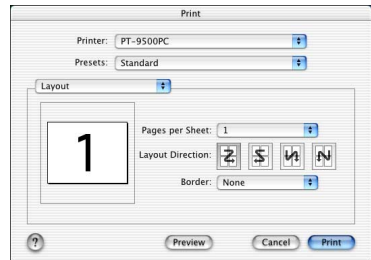 Print
Printer: PT-9500PC
Presets: Standard
Layout
1
Pages per Sheet: 1
Layout Direction:
Border: None
? Preview Cancel Print